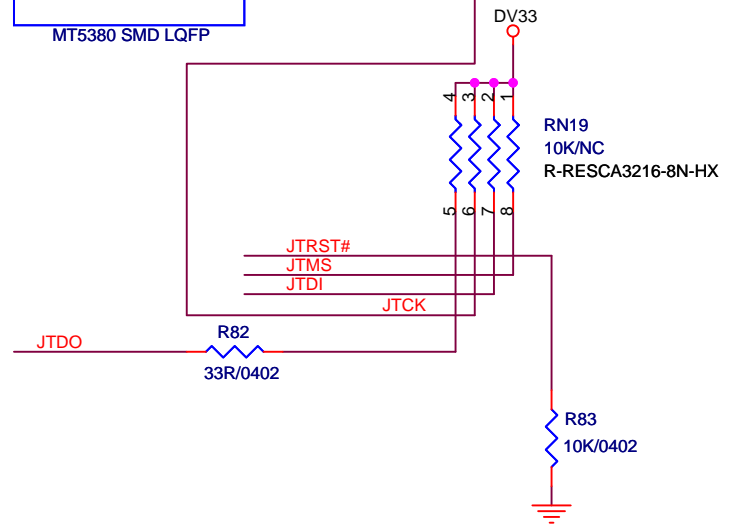 MT5380 SMD LQFP
DV33
4 3 2 1
RN19
10K/NC
R-RESCA3216-8N-HX
5 6 7 8
JTRST#
JTMS
JTDI
JTCK
JTDO
R82
33R/0402
R83
10K/0402